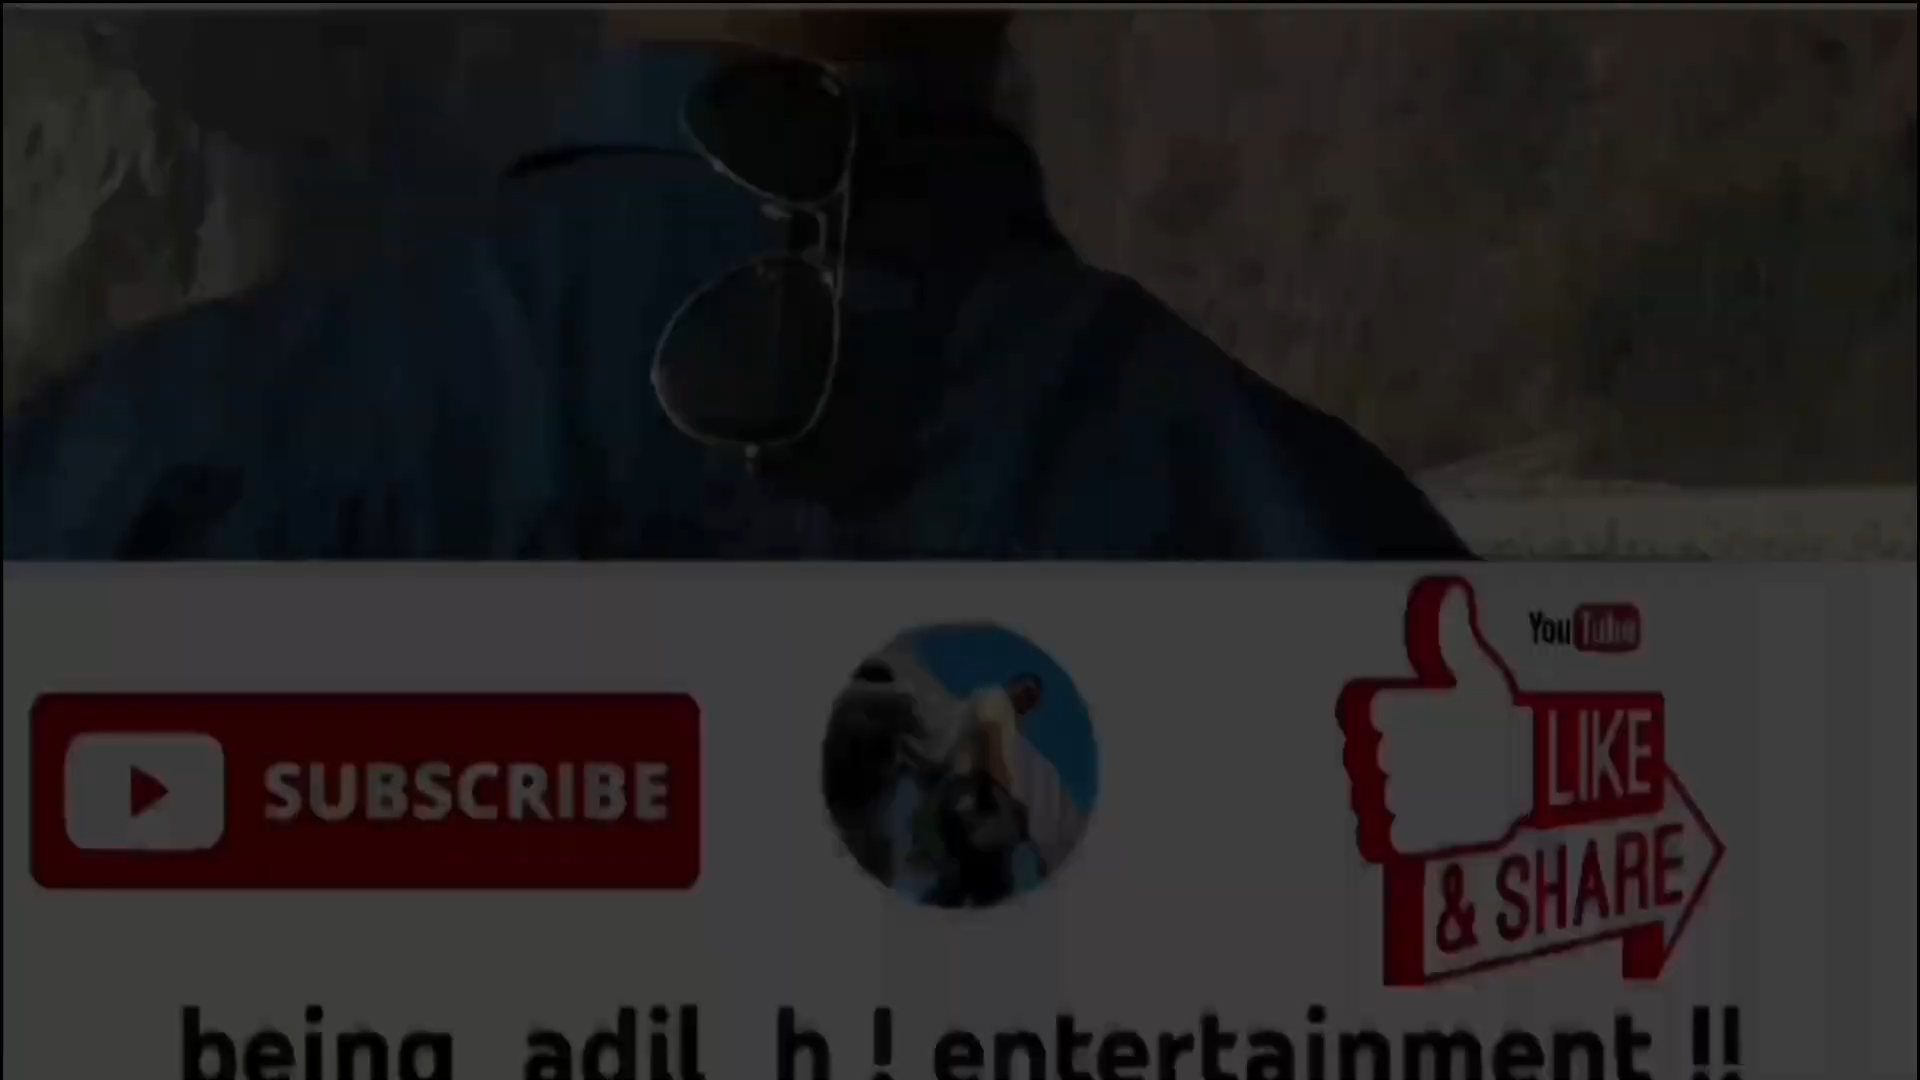 YouTube
SUBSCRIBE
LIKE
& SHARE
being adil h ! entertainment !!